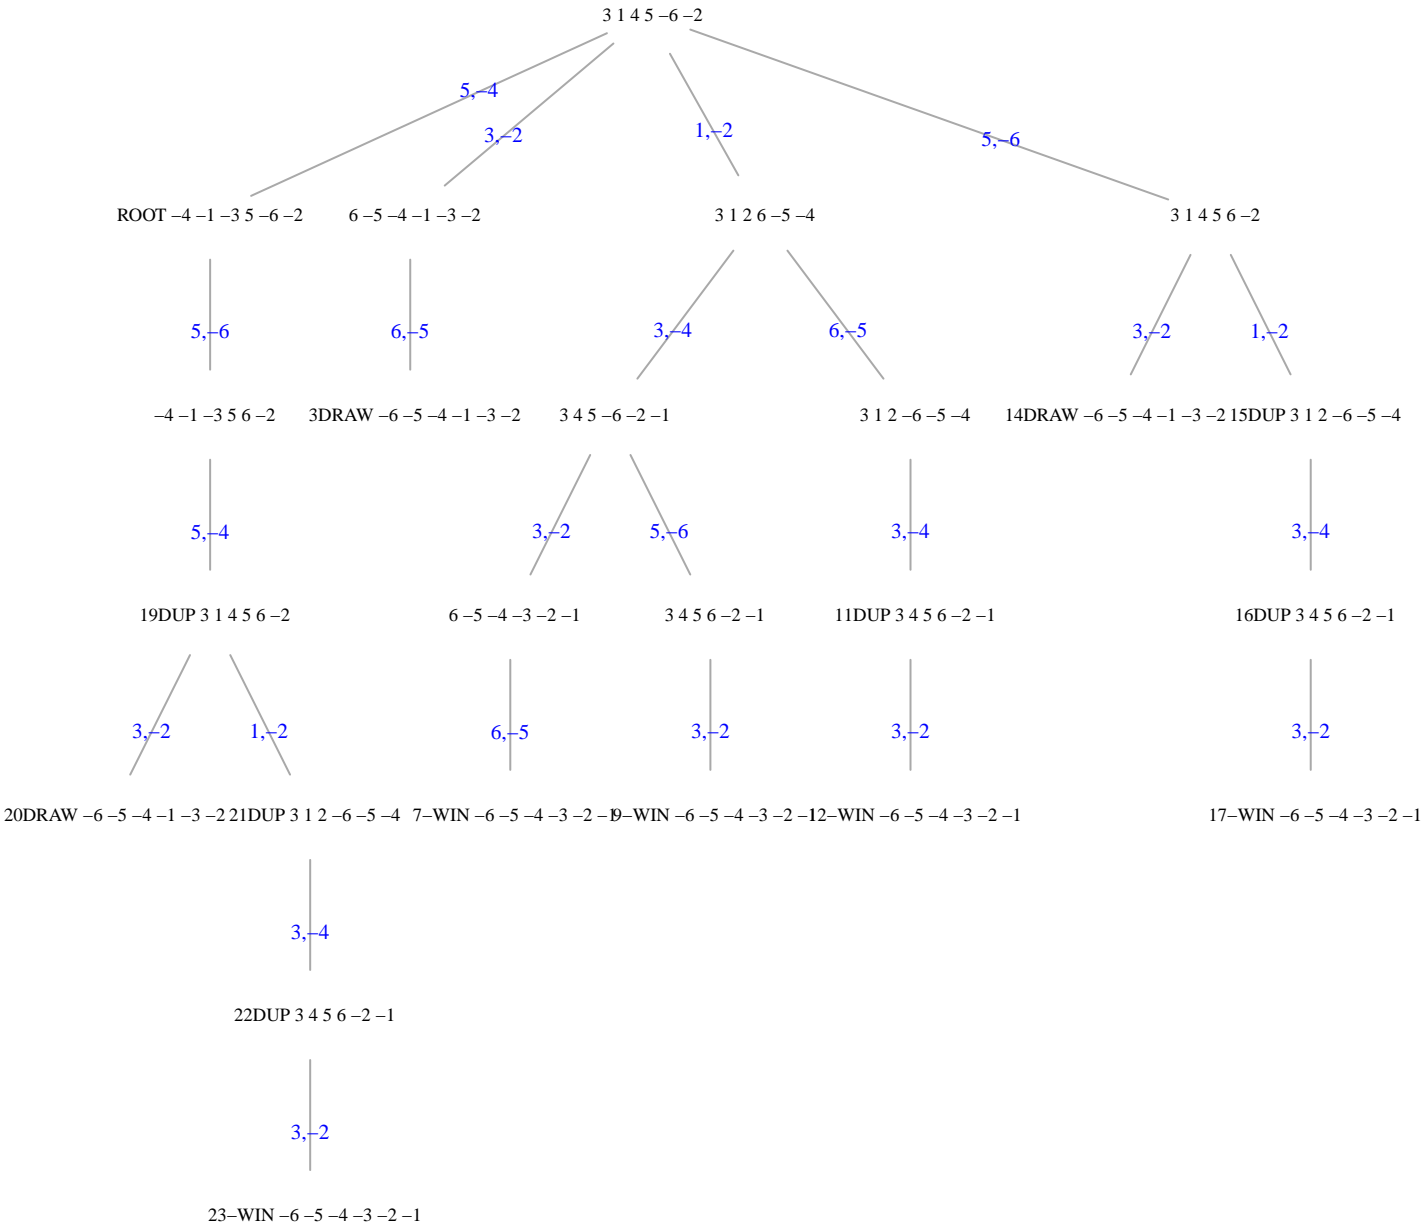 3 1 4 5 –6 –2
5,–4
3,–2
1,–2
5,–6
ROOT –4 –1 –3 5 –6 –2
6 –5 –4 –1 –3 –2
3 1 2 6 –5 –4
3 1 4 5 6 –2
5,–6
6,–5
3,–4
6,–5
3,–2
1,–2
–4 –1 –3 5 6 –2
3DRAW –6 –5 –4 –1 –3 –2
3 4 5 –6 –2 –1
3 1 2 –6 –5 –4
14DRAW –6 –5 –4 –1 –3 –2
15DUP 3 1 2 –6 –5 –4
5,–4
3,–2
5,–6
3,–4
3,–4
19DUP 3 1 4 5 6 –2
6 –5 –4 –3 –2 –1
3 4 5 6 –2 –1
11DUP 3 4 5 6 –2 –1
16DUP 3 4 5 6 –2 –1
3,–2
1,–2
6,–5
3,–2
3,–2
3,–2
20DRAW –6 –5 –4 –1 –3 –2
21DUP 3 1 2 –6 –5 –4
7–WIN –6 –5 –4 –3 –2 –1
9–WIN –6 –5 –4 –3 –2 –1
12–WIN –6 –5 –4 –3 –2 –1
17–WIN –6 –5 –4 –3 –2 –1
3,–4
22DUP 3 4 5 6 –2 –1
3,–2
23–WIN –6 –5 –4 –3 –2 –1